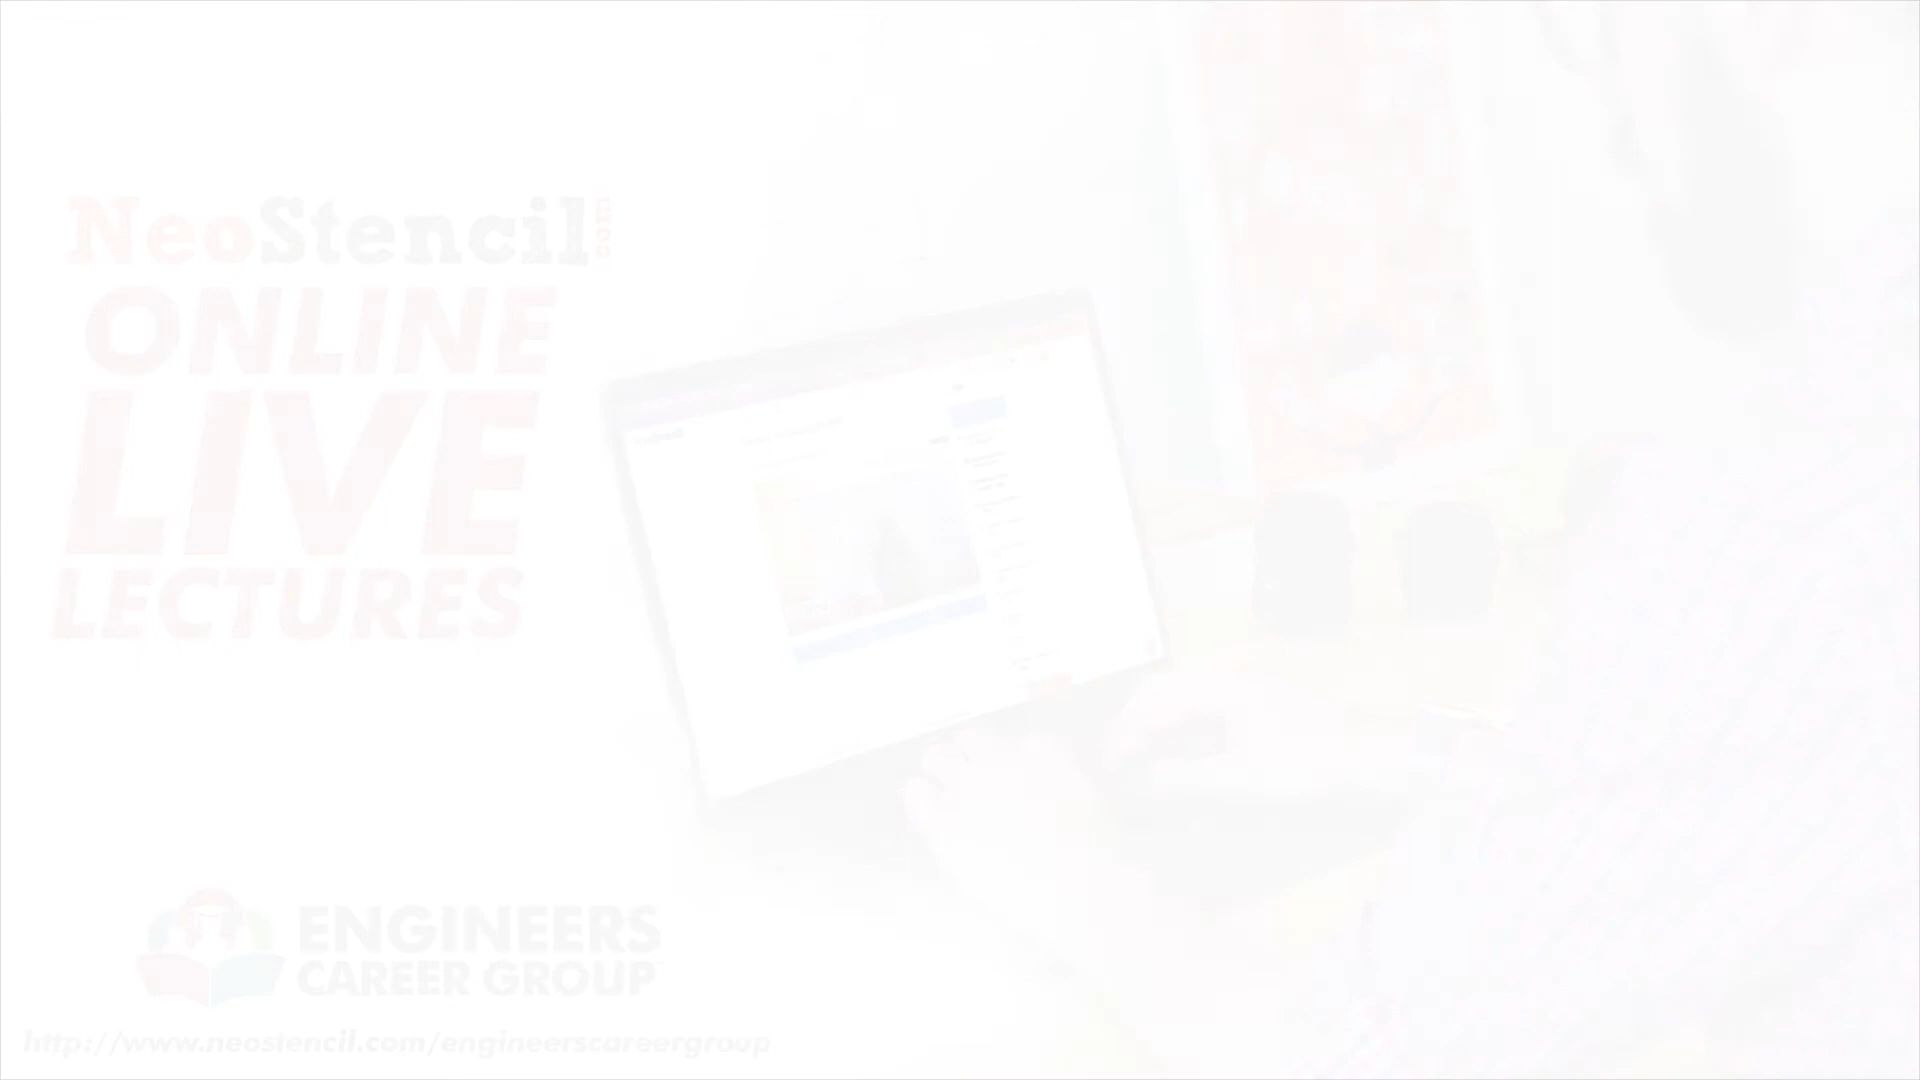 NeoStencil.com
ONLINE
LIVE
LECTURES
ENGINEERS
CAREER GROUP
http://www.neostencil.com/engineerscareergroup